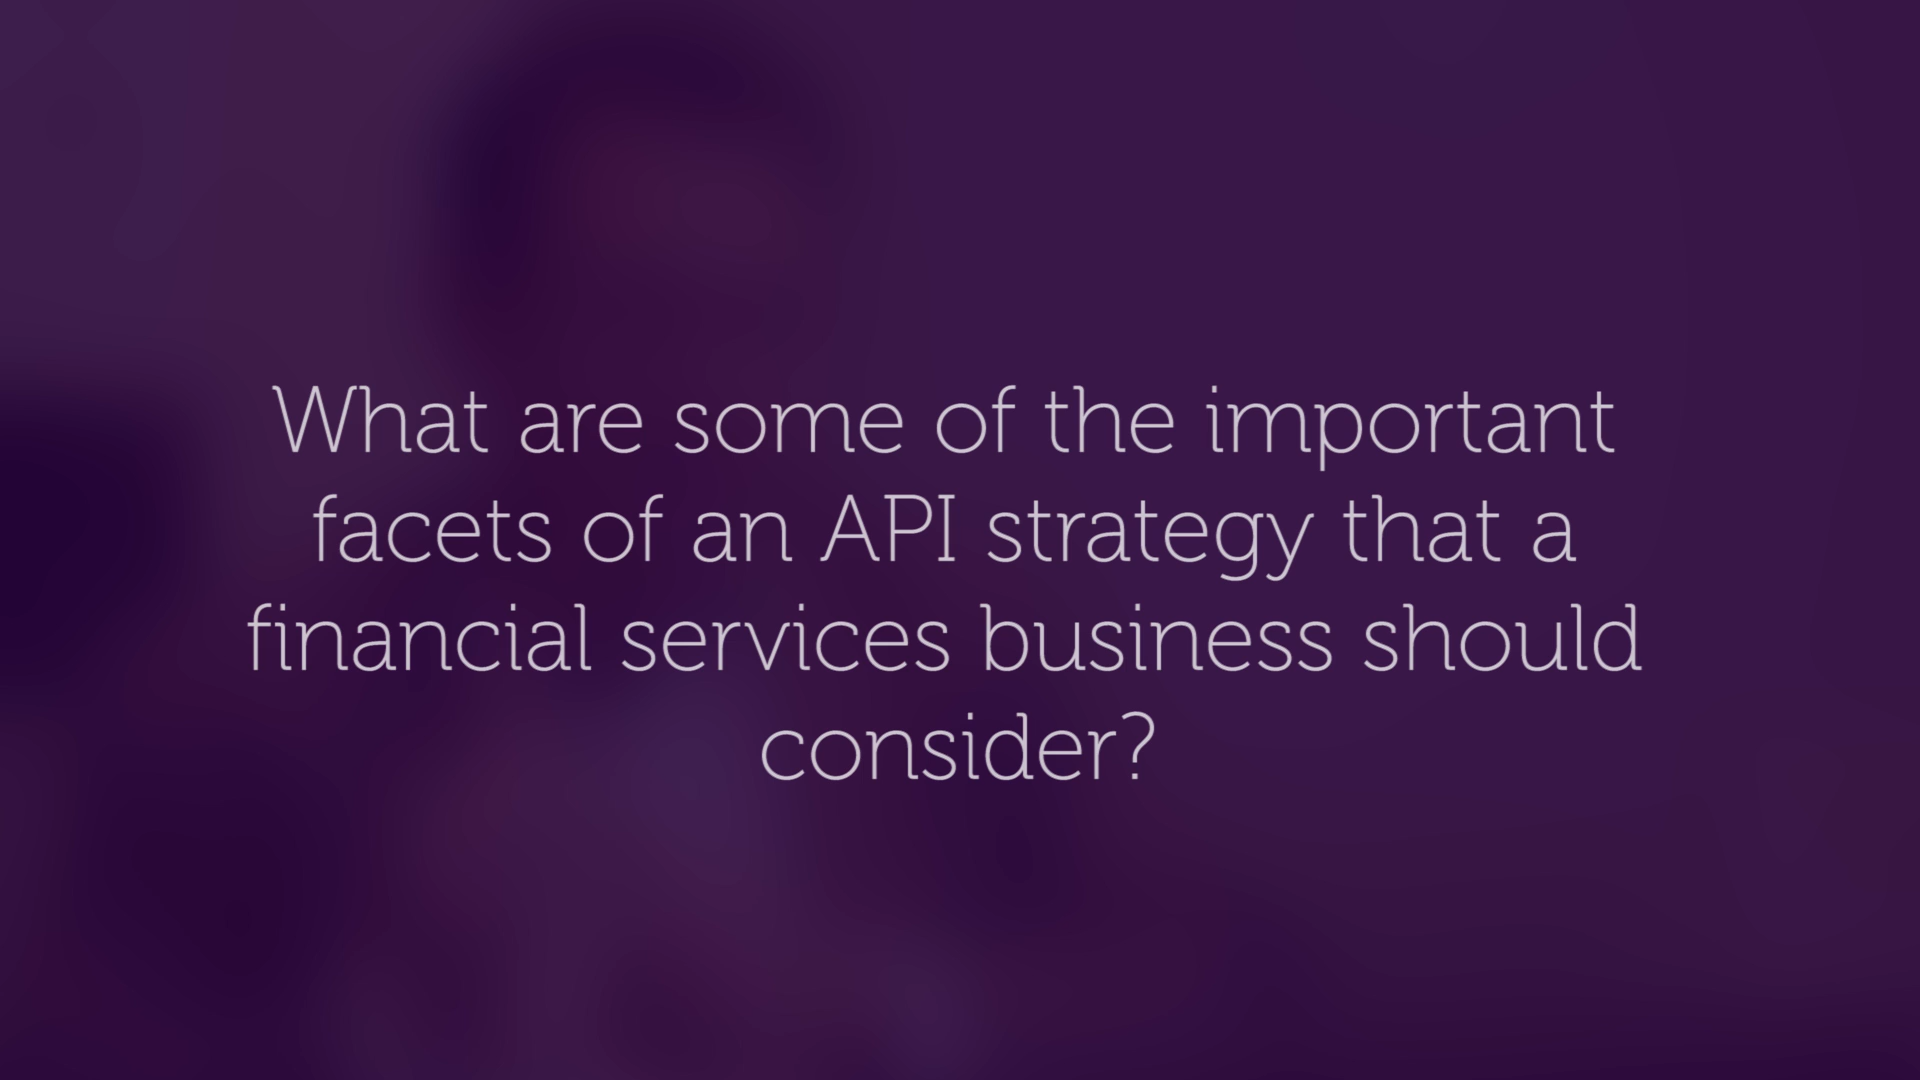 What are some of the important
facets of an API strategy that a
financial services business should
consider?